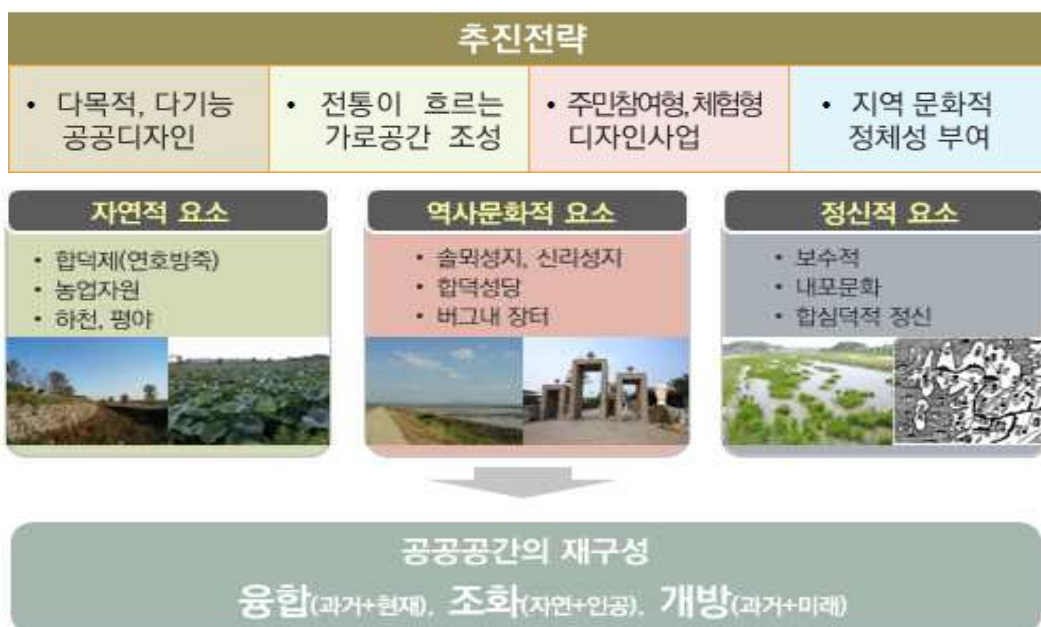 추진전략
• 다목적, 다기능
공공디자인
• 전통이 흐르는
가로공간 조성
• 주민참여형, 체험형
디자인사업
• 지역 문화적
정체성 부여
자연적 요소
• 합덕제(연호방죽)
• 농업자원
• 하천, 평야
역사문화적 요소
• 솔뫼성지, 신리성지
• 합덕성당
• 버그내 장터
정신적 요소
• 보수적
• 내포문화
• 합심덕적 정신
공공공간의 재구성
융합(과거+현재), 조화(자연+인공), 개방(과거+미래)